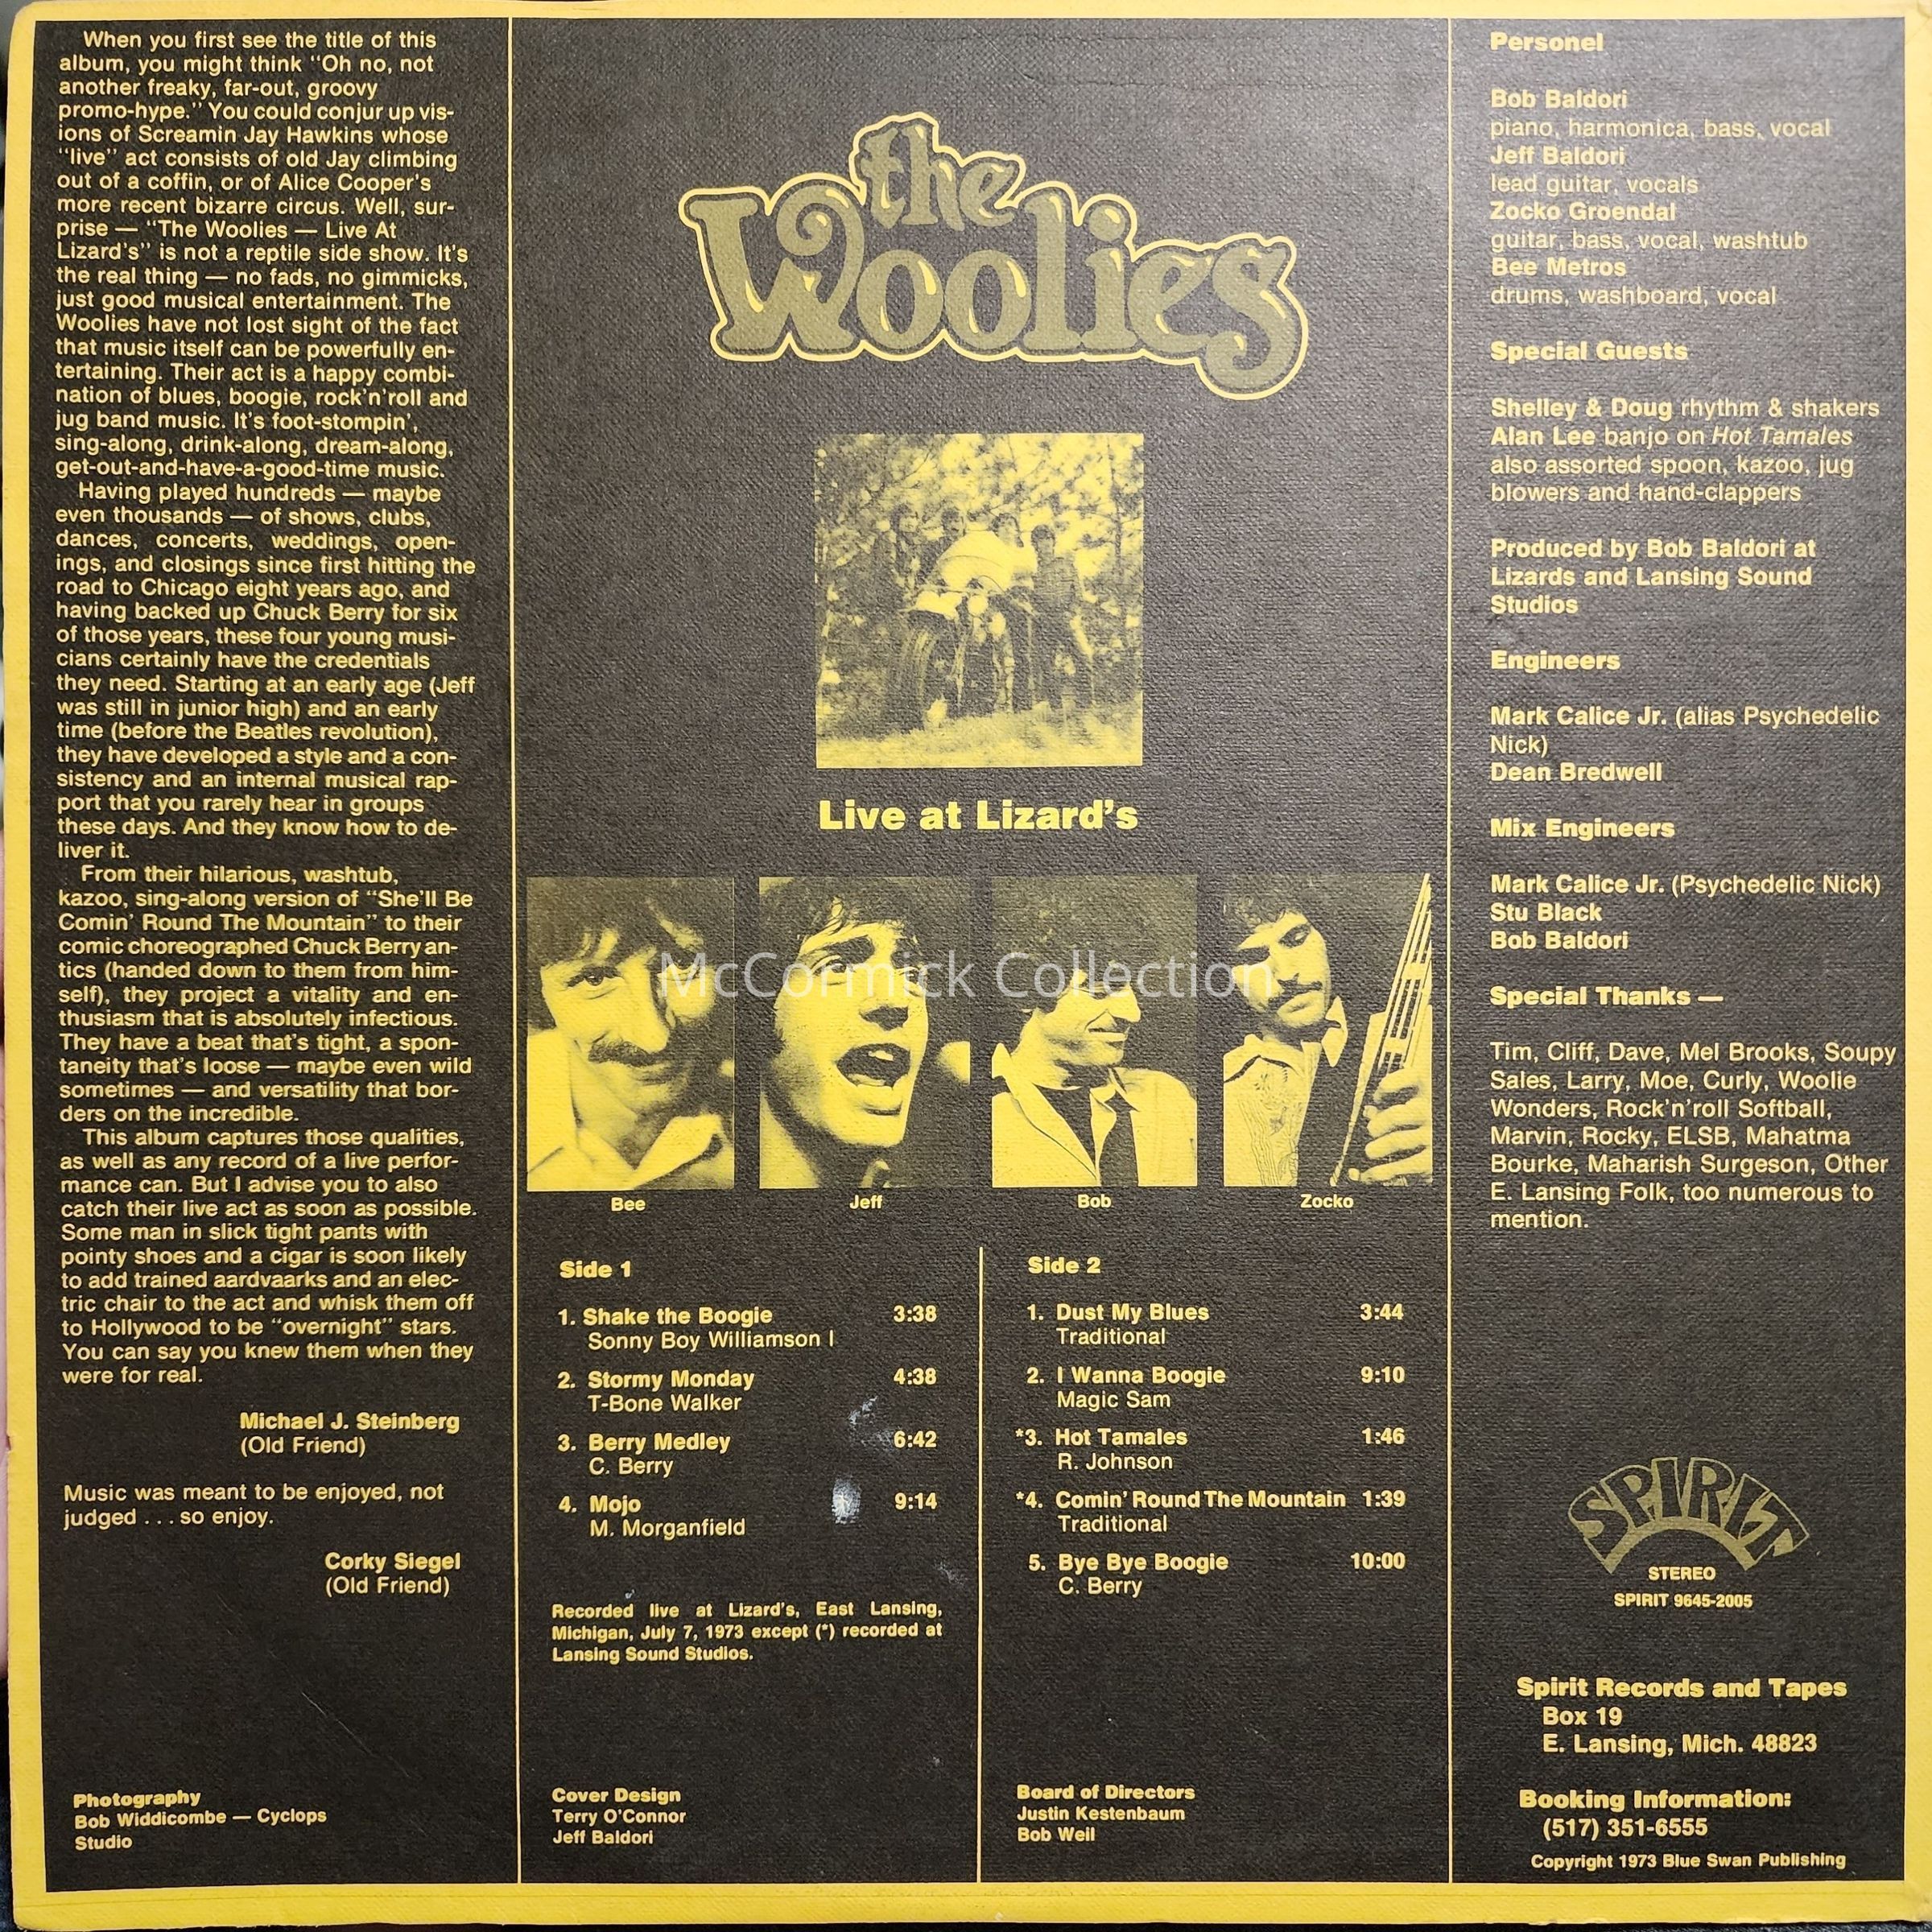 When you first see the title of this
album, you might think "Oh no, not
another freaky, far-out, groovy
promo-hype." You could conjur up vis-
ions of Screamin Jay Hawkins whose
"live" act consists of old Jay climbing
out of a coffin, or of Alice Cooper's
more recent bizarre circus. Well, sur-
prise — "The Woolies — Live At
Lizard's" is not a reptile side show. It's
the real thing — no fads, no gimmicks,
just good musical entertainment. The
Woolies have not lost sight of the fact
that music itself can be powerfully en-
tertaining. Their act is a happy combi-
nation of blues, boogie, rock'n'roll and
jug band music. It's foot-stompin',
sing-along, drink-along, dream-along,
get-out-and-have-a-good-time music.
Having played hundreds — maybe
even thousands — of shows, clubs,
dances, concerts, weddings, open-
ings, and closings since first hitting the
road to Chicago eight years ago, and
having backed up Chuck Berry for six
of those years, these four young musi-
cians certainly have the credentials
they need. Starting at an early age (Jeff
was still in junior high) and an early
time (before the Beatles revolution),
they have developed a style and a con-
sistency and an internal musical rap-
port that you rarely hear in groups
these days. And they know how to de-
liver it.
From their hilarious, washtub,
kazoo, sing-along version of "She'll Be
Comin' Round The Mountain" to their
comic choreographed Chuck Berry an-
tics (handed down to them from him-
self), they project a vitality and en-
thusiasm that is absolutely infectious.
They have a beat that's tight, a spon-
taneity that's loose — maybe even wild
sometimes — and versatility that bor-
ders on the incredible.
This album captures those qualities,
as well as any record of a live perfor-
mance can. But I advise you to also
catch their live act as soon as possible.
Some man in slick tight pants with
pointy shoes and a cigar is soon likely
to add trained aardvaarks and an elec-
tric chair to the act and whisk them off
to Hollywood to be "overnight" stars.
You can say you knew them when they
were for real.
Michael J. Steinberg
(Old Friend)
Music was meant to be enjoyed, not
judged . . . so enjoy.
Corky Siegel
(Old Friend)
Photography
Bob Widdicombe — Cyclops
Studio
the
Woolies
Live at Lizard's
McCormick Collection
Bee
Jeff
Bob
Zocko
Side 1
1. Shake the Boogie 3:38
Sonny Boy Williamson I
2. Stormy Monday 4:38
T-Bone Walker
3. Berry Medley 6:42
C. Berry
4. Mojo 9:14
M. Morganfield
Recorded live at Lizard's, East Lansing,
Michigan, July 7, 1973 except (*) recorded at
Lansing Sound Studios.
Cover Design
Terry O'Connor
Jeff Baldori
Side 2
1. Dust My Blues 3:44
Traditional
2. I Wanna Boogie 9:10
Magic Sam
*3. Hot Tamales 1:46
R. Johnson
*4. Comin' Round The Mountain 1:39
Traditional
5. Bye Bye Boogie 10:00
C. Berry
Board of Directors
Justin Kestenbaum
Bob Weil
Personel
Bob Baldori
piano, harmonica, bass, vocal
Jeff Baldori
lead guitar, vocals
Zocko Groendal
guitar, bass, vocal, washtub
Bee Metros
drums, washboard, vocal
Special Guests
Shelley & Doug rhythm & shakers
Alan Lee banjo on Hot Tamales
also assorted spoon, kazoo, jug
blowers and hand-clappers
Produced by Bob Baldori at
Lizards and Lansing Sound
Studios
Engineers
Mark Calice Jr. (alias Psychedelic
Nick)
Dean Bredwell
Mix Engineers
Mark Calice Jr. (Psychedelic Nick)
Stu Black
Bob Baldori
Special Thanks —
Tim, Cliff, Dave, Mel Brooks, Soupy
Sales, Larry, Moe, Curly, Woolie
Wonders, Rock'n'roll Softball,
Marvin, Rocky, ELSB, Mahatma
Bourke, Maharish Surgeson, Other
E. Lansing Folk, too numerous to
mention.
SPIRIT
STEREO
SPIRIT 9645-2005
Spirit Records and Tapes
Box 19
E. Lansing, Mich. 48823
Booking Information:
(517) 351-6555
Copyright 1973 Blue Swan Publishing